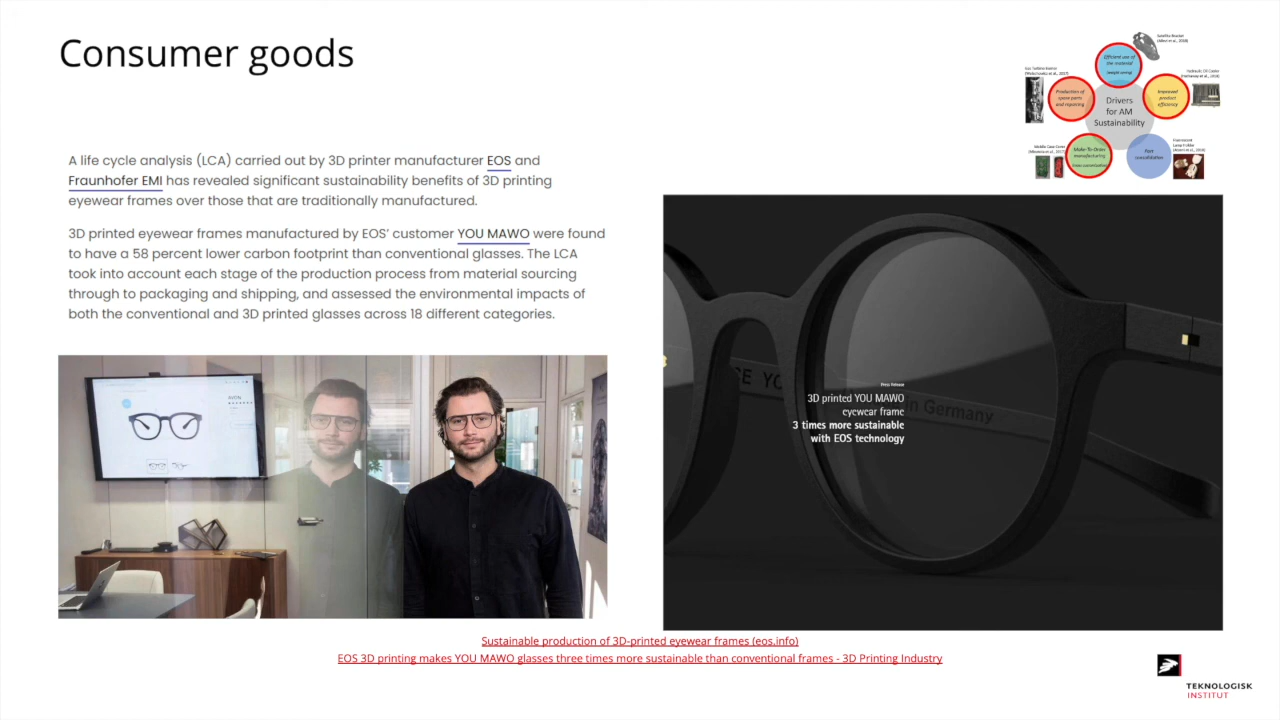 Consumer goods
A life cycle analysis (LCA) carried out by 3D printer manufacturer EOS and
Fraunhofer EMI has revealed significant sustainability benefits of 3D printing
eyewear frames over those that are traditionally manufactured.
3D printed eyewear frames manufactured by EOS' customer YOU MAWO were found
to have a 58 percent lower carbon footprint than conventional glasses. The LCA
took into account each stage of the production process from material sourcing
through to packaging and shipping, and assessed the environmental impacts of
both the conventional and 3D printed glasses across 18 different categories.
Efficient use of
the material
Production of
spare parts
and repairing
Improved
product
efficiency
Drivers
for AM
Sustainability
Make-To-Order
manufacturing
Part
consolidation
Press Release
3D printed YOU MAWO
eyewear frame
3 times more sustainable
with EOS technology
in Germany
Sustainable production of 3D-printed eyewear frames (eos.info)
EOS 3D printing makes YOU MAWO glasses three times more sustainable than conventional frames - 3D Printing Industry
TEKNOLOGISK
INSTITUT